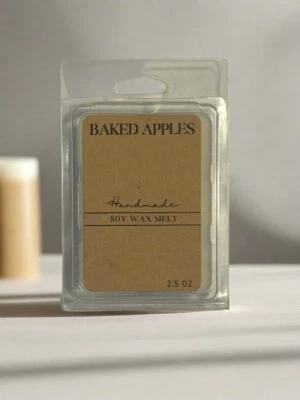 BAKED APPLES
Handmade
SOY WAX MELT
2.5 OZ